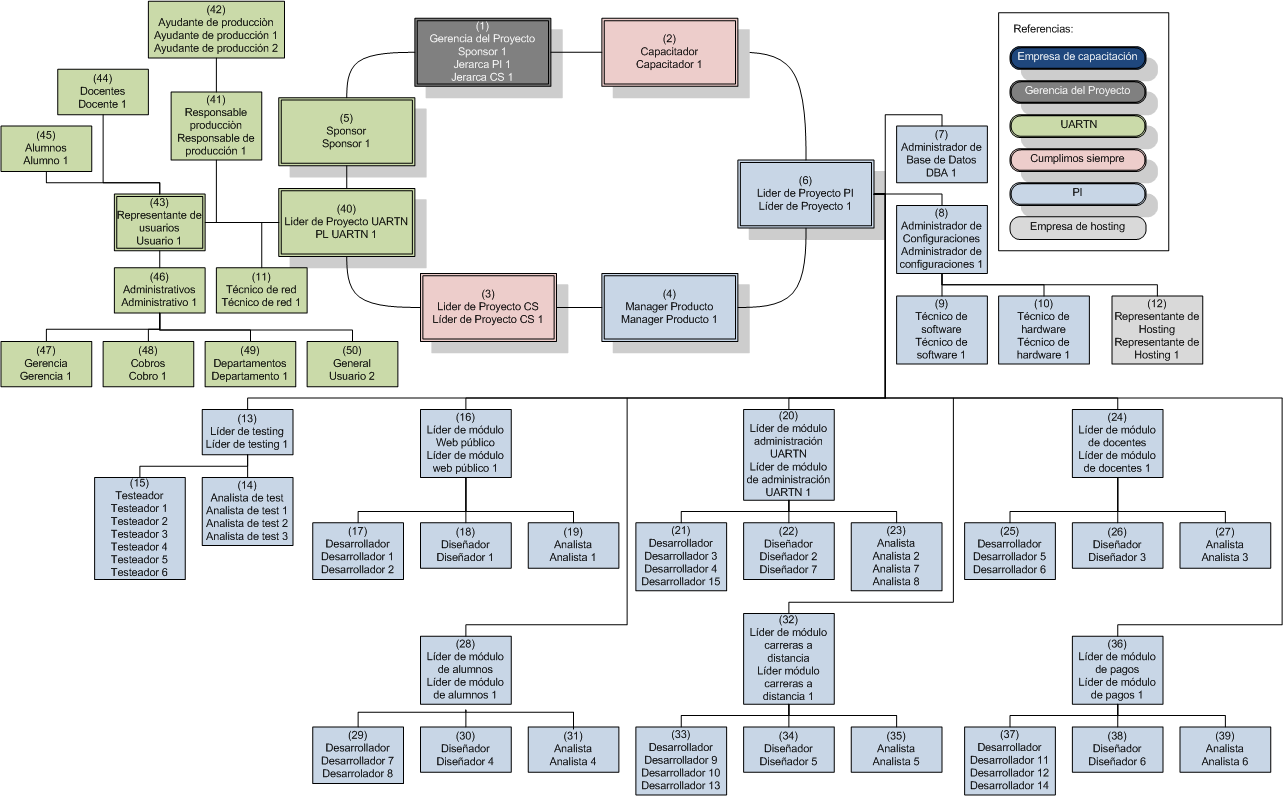 (42)
Ayudante de producciòn
Ayudante de producción 1
Ayudante de producción 2
(1)
Gerencia del Proyecto
Sponsor 1
Jerarca PI 1
Jerarca CS 1
(2)
Capacitador
Capacitador 1
Referencias:
Empresa de capacitación
Gerencia del Proyecto
UARTN
Cumplimos siempre
PI
Empresa de hosting
(44)
Docentes
Docente 1
(41)
Responsable
producciòn
Responsable de
producción 1
(45)
Alumnos
Alumno 1
(5)
Sponsor
Sponsor 1
(7)
Administrador de
Base de Datos
DBA 1
(6)
Lider de Proyecto PI
Líder de Proyecto 1
(43)
Representante de
usuarios
Usuario 1
(40)
Lider de Proyecto UARTN
PL UARTN 1
(8)
Administrador de
Configuraciones
Administrador de
configuraciones 1
(46)
Administrativos
Administrativo 1
(11)
Técnico de red
Técnico de red 1
(3)
Lider de Proyecto CS
Líder de Proyecto CS 1
(4)
Manager Producto
Manager Producto 1
(9)
Técnico de
software
Técnico de
software 1
(10)
Técnico de
hardware
Técnico de
hardware 1
(12)
Representante de
Hosting
Representante de
Hosting 1
(47)
Gerencia
Gerencia 1
(48)
Cobros
Cobro 1
(49)
Departamentos
Departamento 1
(50)
General
Usuario 2
(13)
Líder de testing
Líder de testing 1
(16)
Líder de módulo
Web público
Líder de módulo
web público 1
(20)
Líder de módulo
administración
UARTN
Líder de módulo
de administración
UARTN 1
(24)
Líder de módulo
de docentes
Líder de módulo
de docentes 1
(15)
Testeador
Testeador 1
Testeador 2
Testeador 3
Testeador 4
Testeador 5
Testeador 6
(14)
Analista de test
Analista de test 1
Analista de test 2
Analista de test 3
(17)
Desarrollador
Desarrollador 1
Desarrollador 2
(18)
Diseñador
Diseñador 1
(19)
Analista
Analista 1
(21)
Desarrollador
Desarrollador 3
Desarrollador 4
Desarrollador 15
(22)
Diseñador
Diseñador 2
Diseñador 7
(23)
Analista
Analista 2
Analista 7
Analista 8
(25)
Desarrollador
Desarrollador 5
Desarrollador 6
(26)
Diseñador
Diseñador 3
(27)
Analista
Analista 3
(28)
Líder de módulo
de alumnos
Líder de módulo
de alumnos 1
(32)
Líder de módulo
carreras a
distancia
Líder módulo
carreras a
distancia 1
(36)
Líder de módulo
de pagos
Líder de módulo
de pagos 1
(29)
Desarrollador
Desarrollador 7
Desarrolador 8
(30)
Diseñador
Diseñador 4
(31)
Analista
Analista 4
(33)
Desarrollador
Desarrollador 9
Desarrollador 10
Desarrollador 13
(34)
Diseñador
Diseñador 5
(35)
Analista
Analista 5
(37)
Desarrollador
Desarrollador 11
Desarrollador 12
Desarrollador 14
(38)
Diseñador
Diseñador 6
(39)
Analista
Analista 6